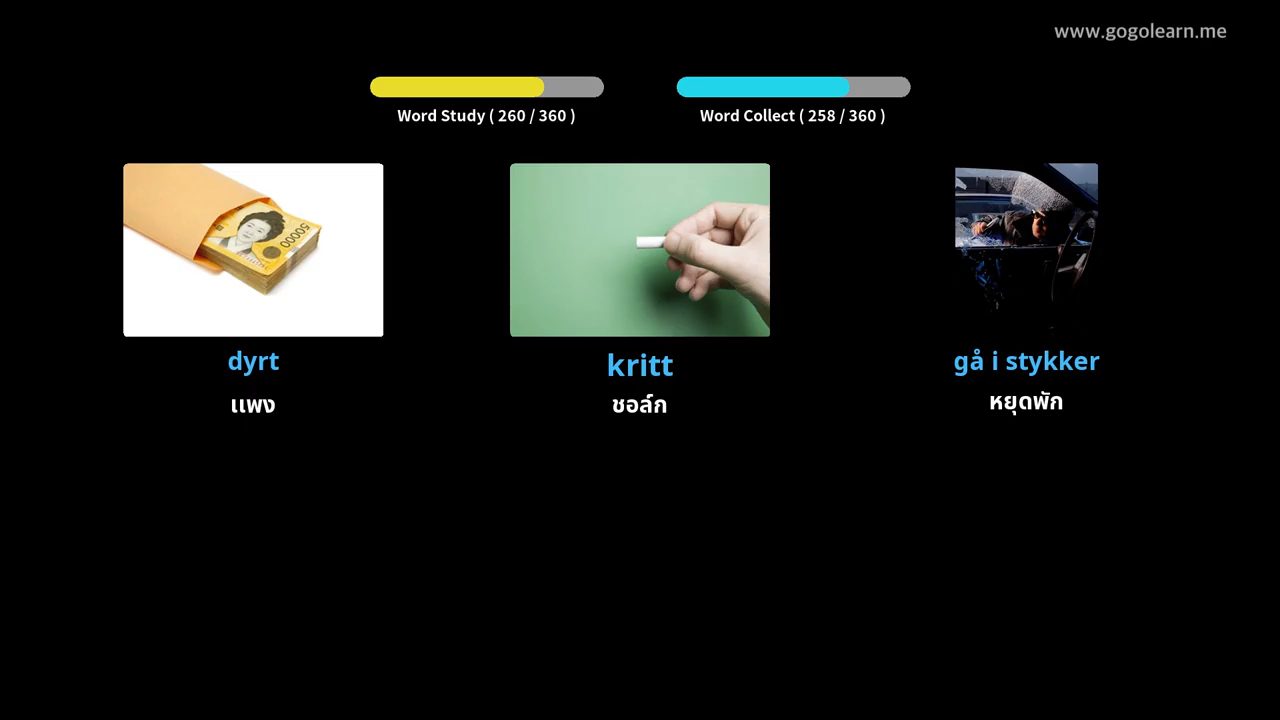 www.gogolearn.me
Word Study ( 260 / 360 )
Word Collect ( 258 / 360 )
50000
dyrt
kritt
gå i stykker
แพง
ชอล์ก
หยุดพัก